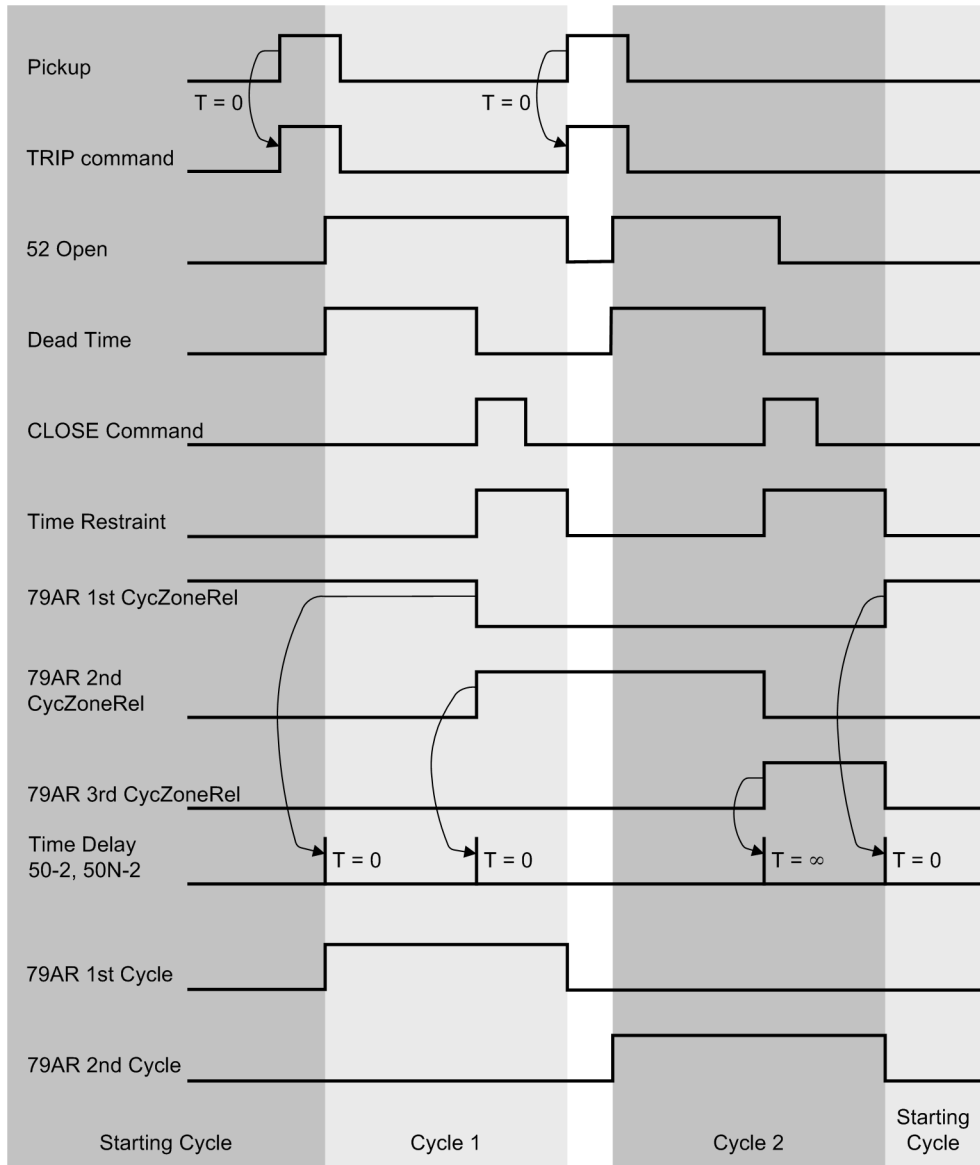 Pickup
T = 0
T = 0
TRIP command
52 Open
Dead Time
CLOSE Command
Time Restraint
79AR 1st CycZoneRel
79AR 2nd
CycZoneRel
79AR 3rd CycZoneRel
Time Delay
50-2, 50N-2
T = 0
T = 0
T = ∞
T = 0
79AR 1st Cycle
79AR 2nd Cycle
Starting Cycle
Cycle 1
Cycle 2
Starting
Cycle